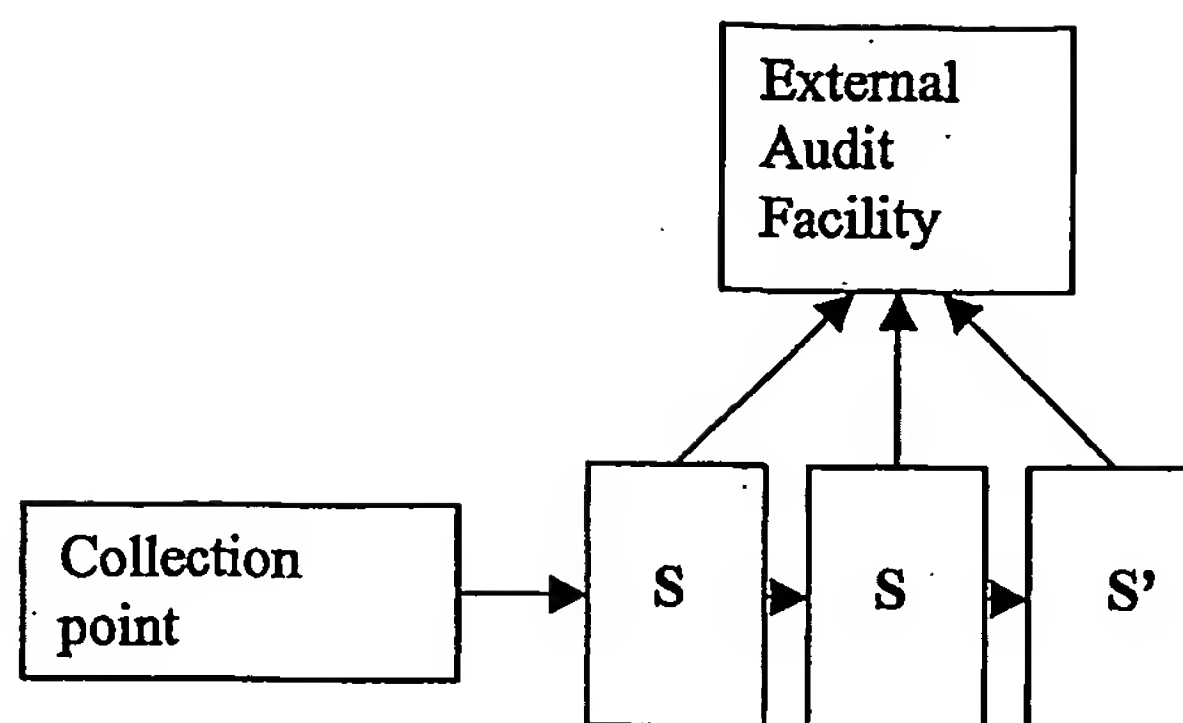 External
Audit
Facility
Collection
point
S
S
S'